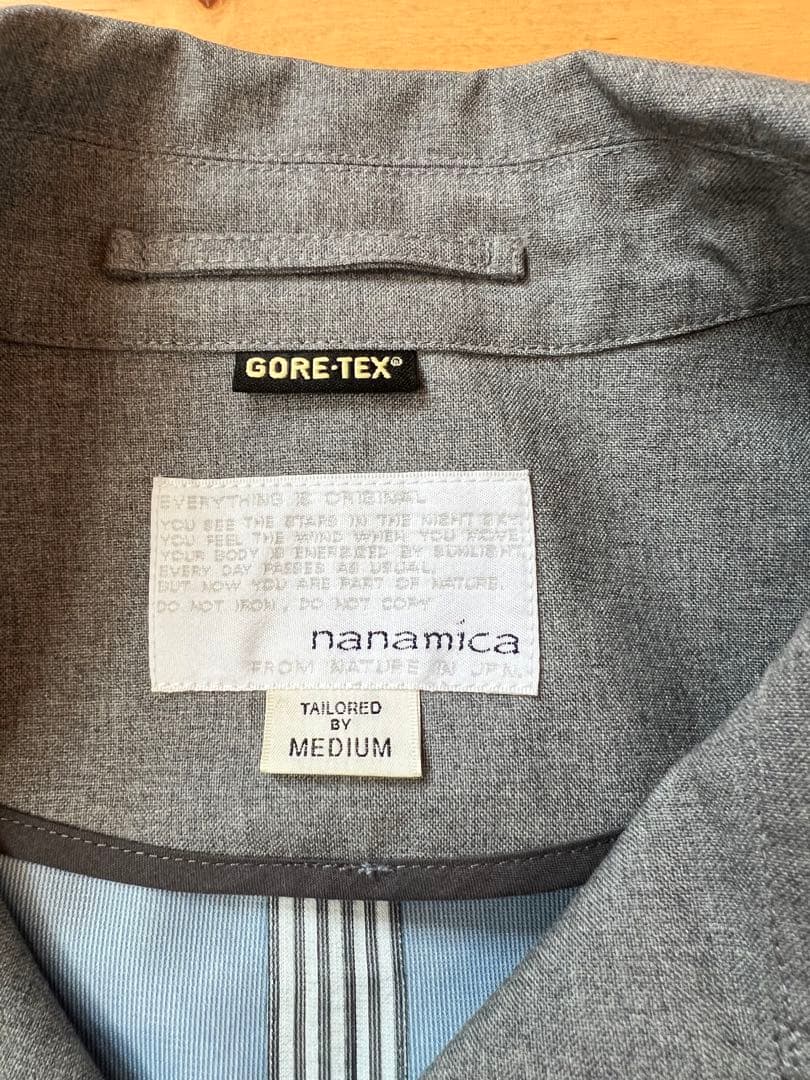 GORE-TEX®
EVERYTHING IS ORIGINAL
YOU SEE THE STARS IN THE NIGHT SKY.
YOU FEEL THE WIND WHEN YOU MOVE.
YOUR BODY IS ENERGIZED BY SUNLIGHT.
EVERY DAY PASSES AS USUAL.
BUT NOW YOU ARE PART OF NATURE.
DO NOT IRON, DO NOT COPY
nanamica
FROM NATURE IN JPN.
TAILORED
BY
MEDIUM